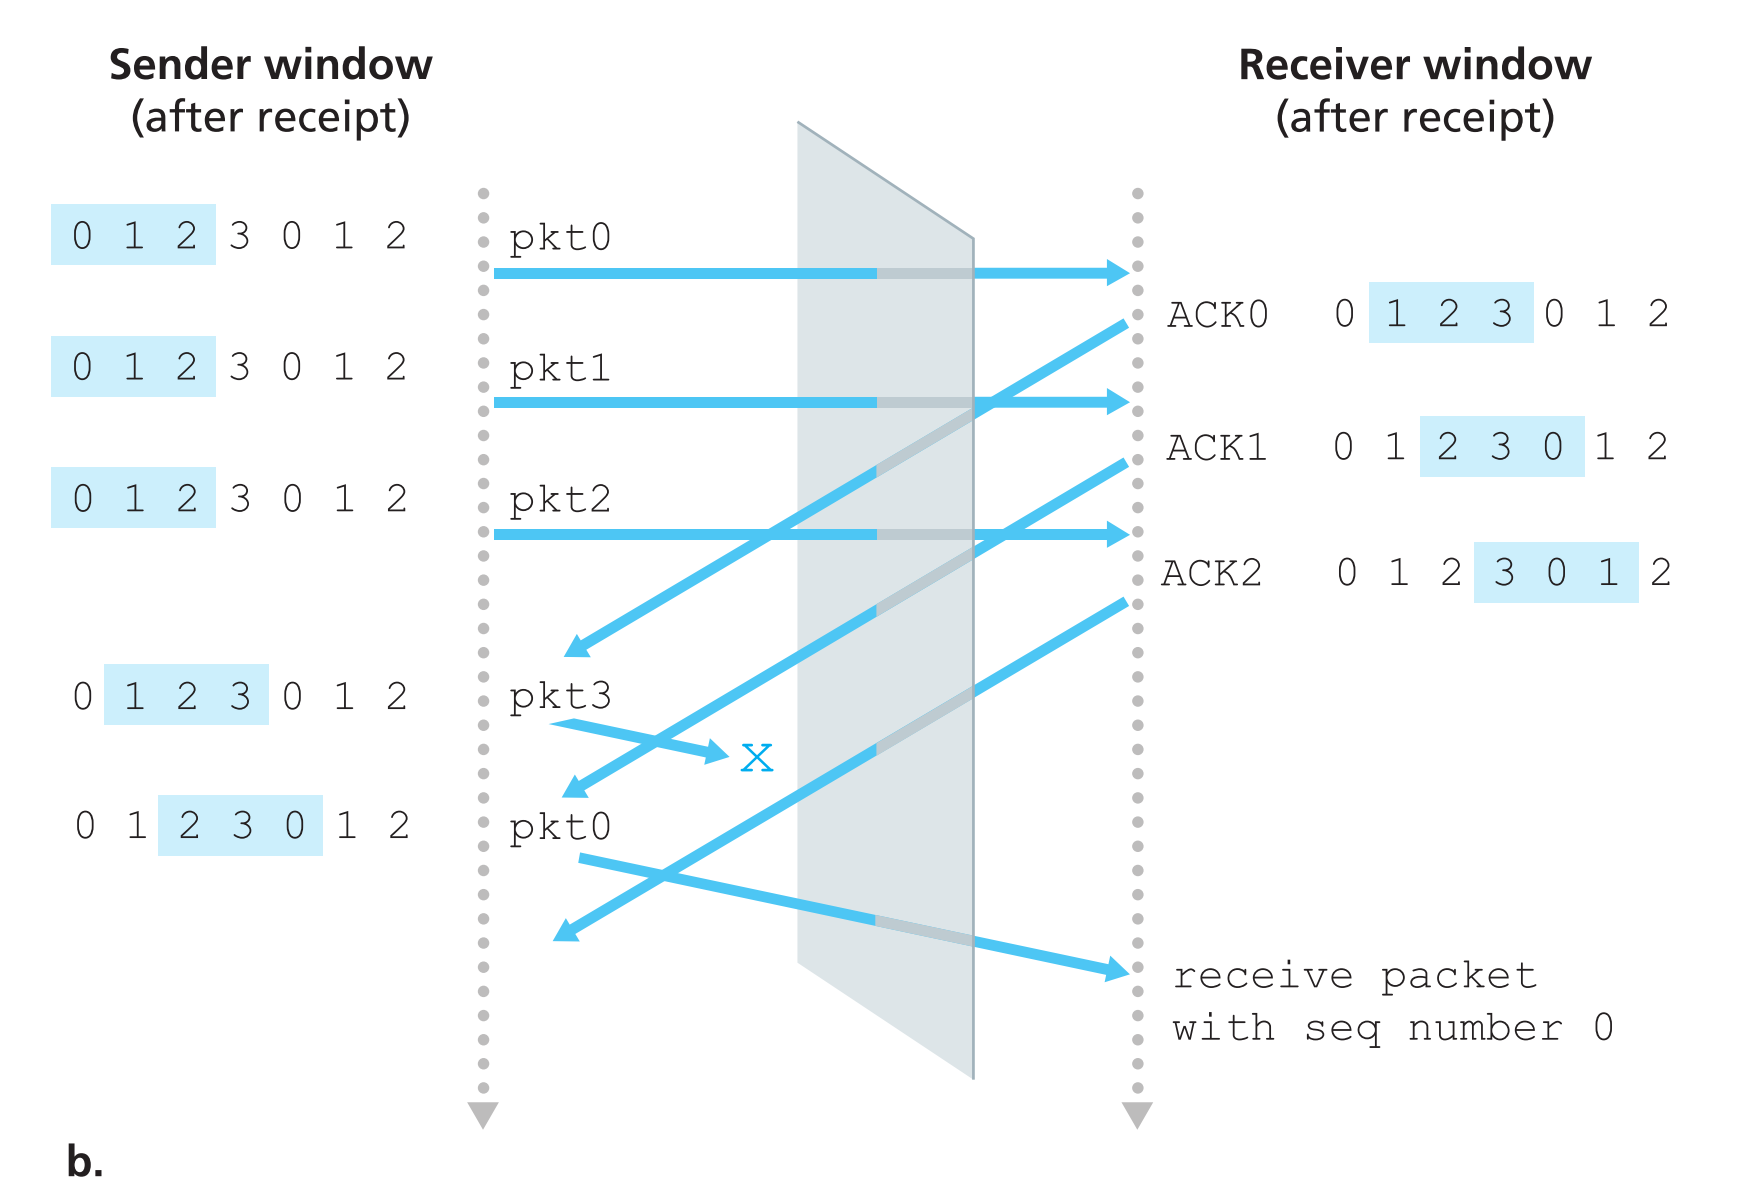 Sender window
(after receipt)
Receiver window
(after receipt)
0 1 2 3 0 1 2
pkt0
ACK0 0 1 2 3 0 1 2
0 1 2 3 0 1 2
pkt1
ACK1 0 1 2 3 0 1 2
0 1 2 3 0 1 2
pkt2
ACK2 0 1 2 3 0 1 2
0 1 2 3 0 1 2
pkt3
x
0 1 2 3 0 1 2
pkt0
receive packet
with seq number 0
b.